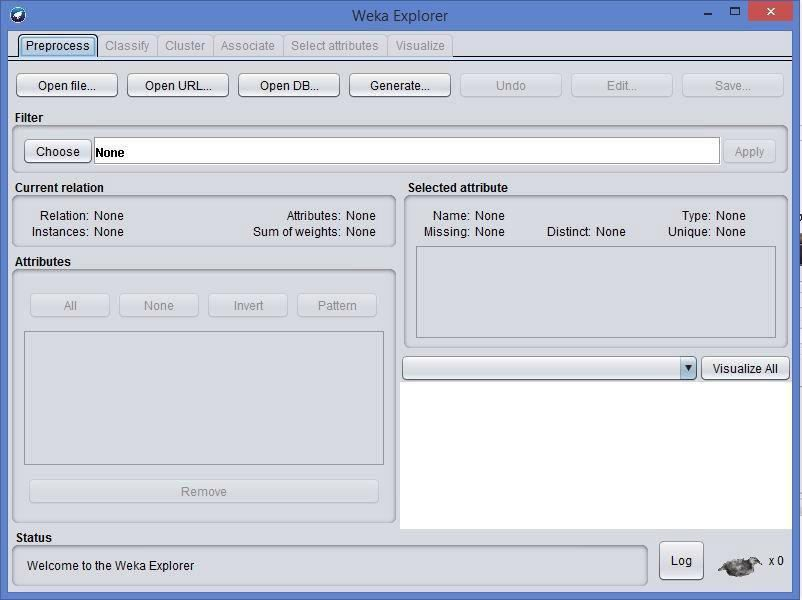 Weka Explorer
Preprocess Classify Cluster Associate Select attributes Visualize
Open file... Open URL... Open DB... Generate... Undo Edit... Save...
Filter
Choose None Apply
Current relation
Relation: None Attributes: None
Instances: None Sum of weights: None
Selected attribute
Name: None Type: None
Missing: None Distinct: None Unique: None
Attributes
All None Invert Pattern
Remove
Visualize All
Status
Welcome to the Weka Explorer
Log x 0